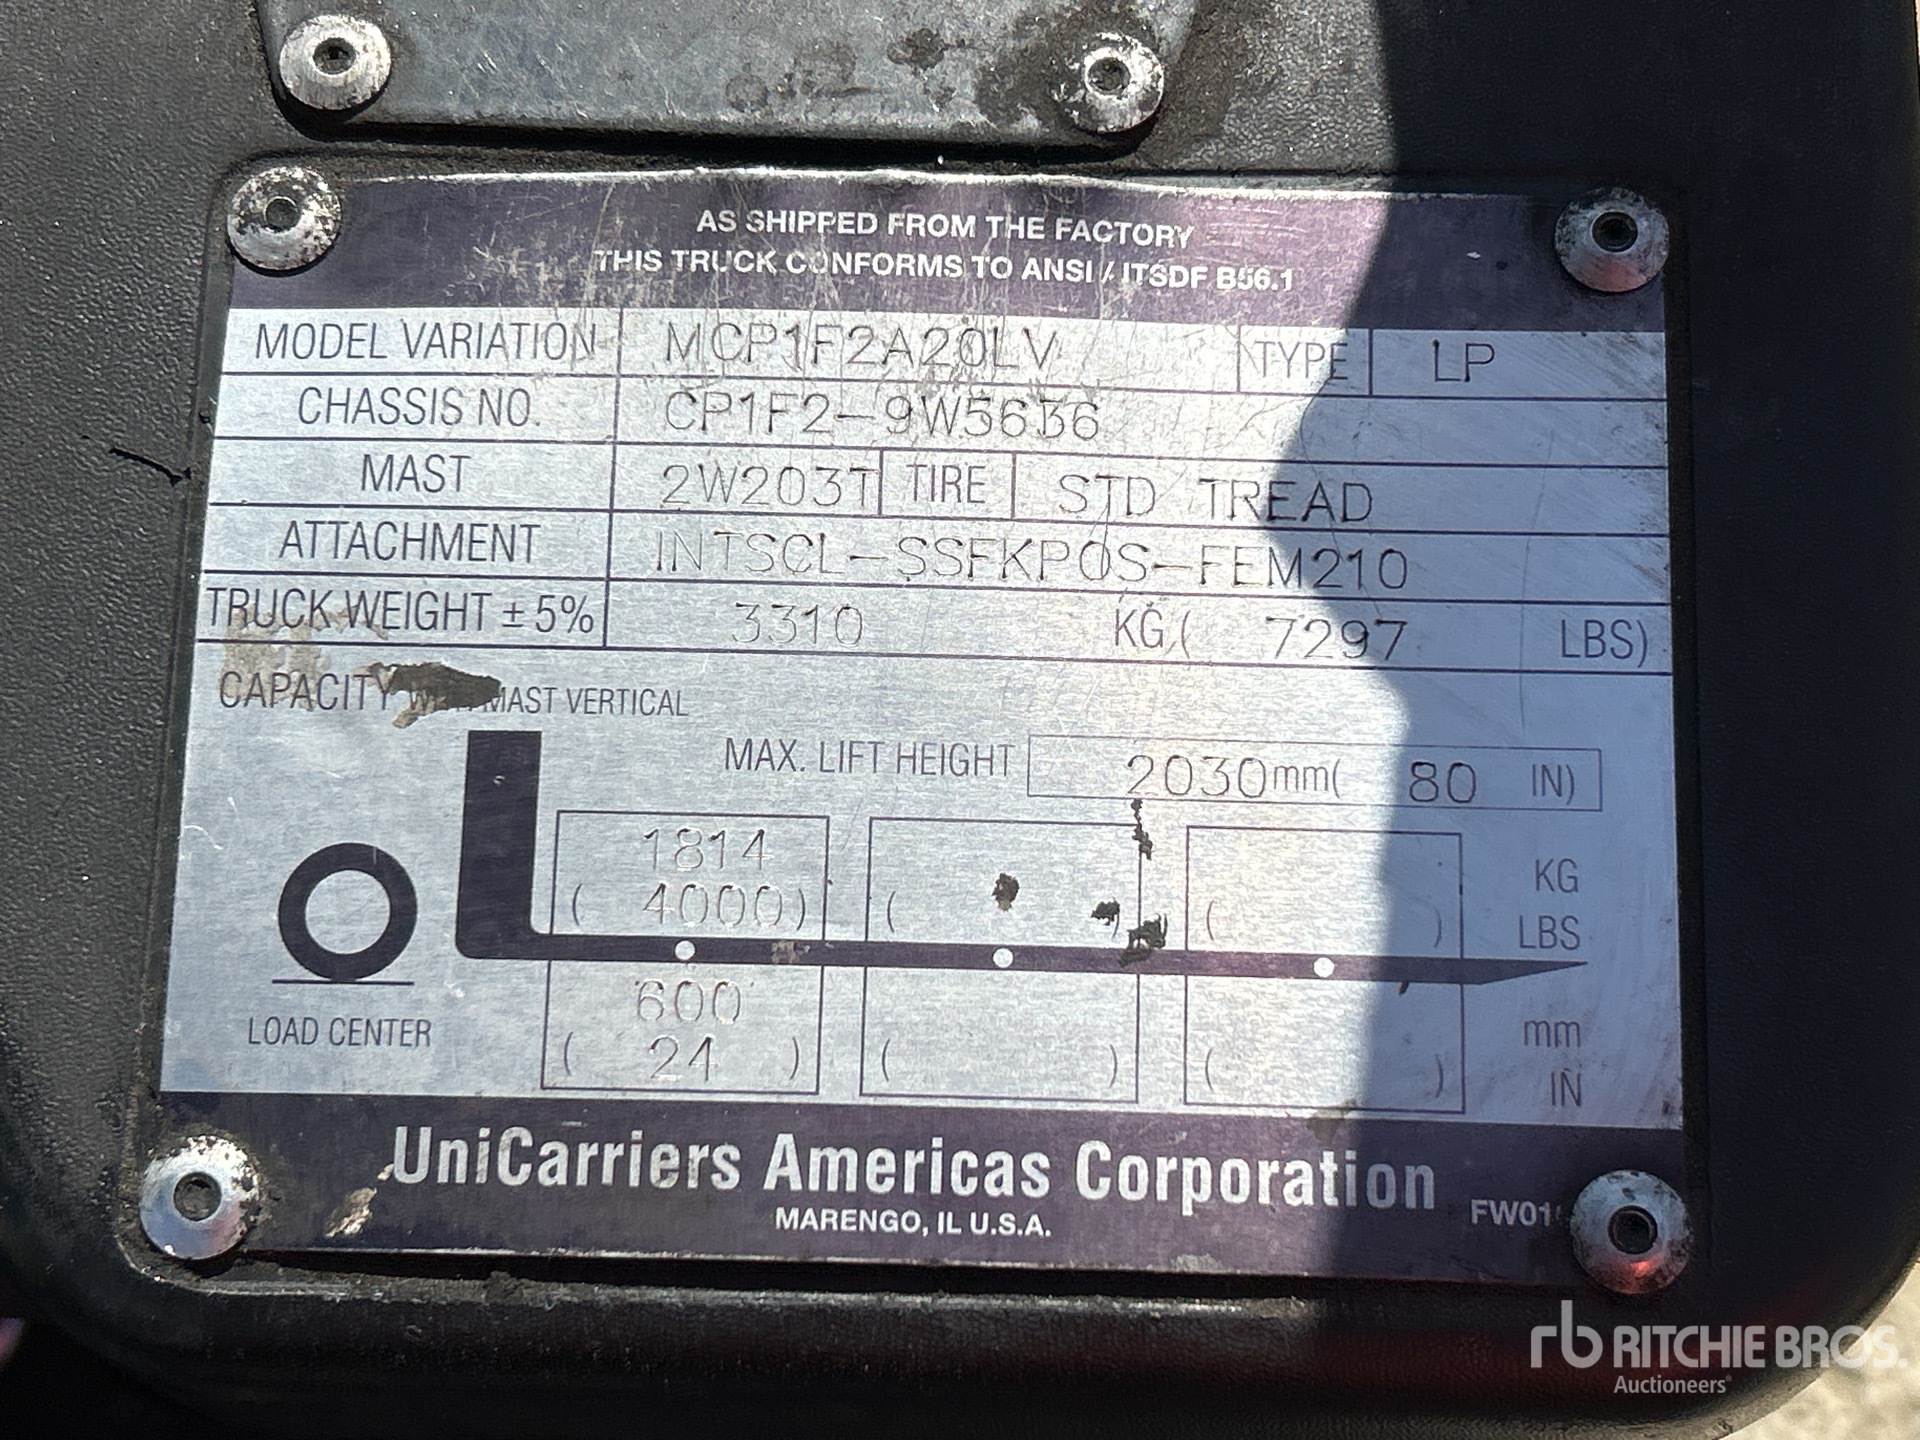 AS SHIPPED FROM THE FACTORY
THIS TRUCK CONFORMS TO ANSI / ITSDF B56.1
MODEL VARIATION MCP1F2A20LV TYPE LP
CHASSIS NO. CP1F2-9W5636
MAST 2W203T TIRE STD TREAD
ATTACHMENT INTSCL-SSFKPOS-FEM210
TRUCK WEIGHT ± 5% 3310 KG ( 7297 LBS)
CAPACITY MAST VERTICAL
MAX. LIFT HEIGHT 2030mm( 80 IN)
1814 KG
( 4000) ( ) ( ) LBS
600 mm
LOAD CENTER
( 24 ) ( ) ( ) IN
UniCarriers Americas Corporation
MARENGO, IL U.S.A.
rb RITCHIE BROS.
Auctioneers